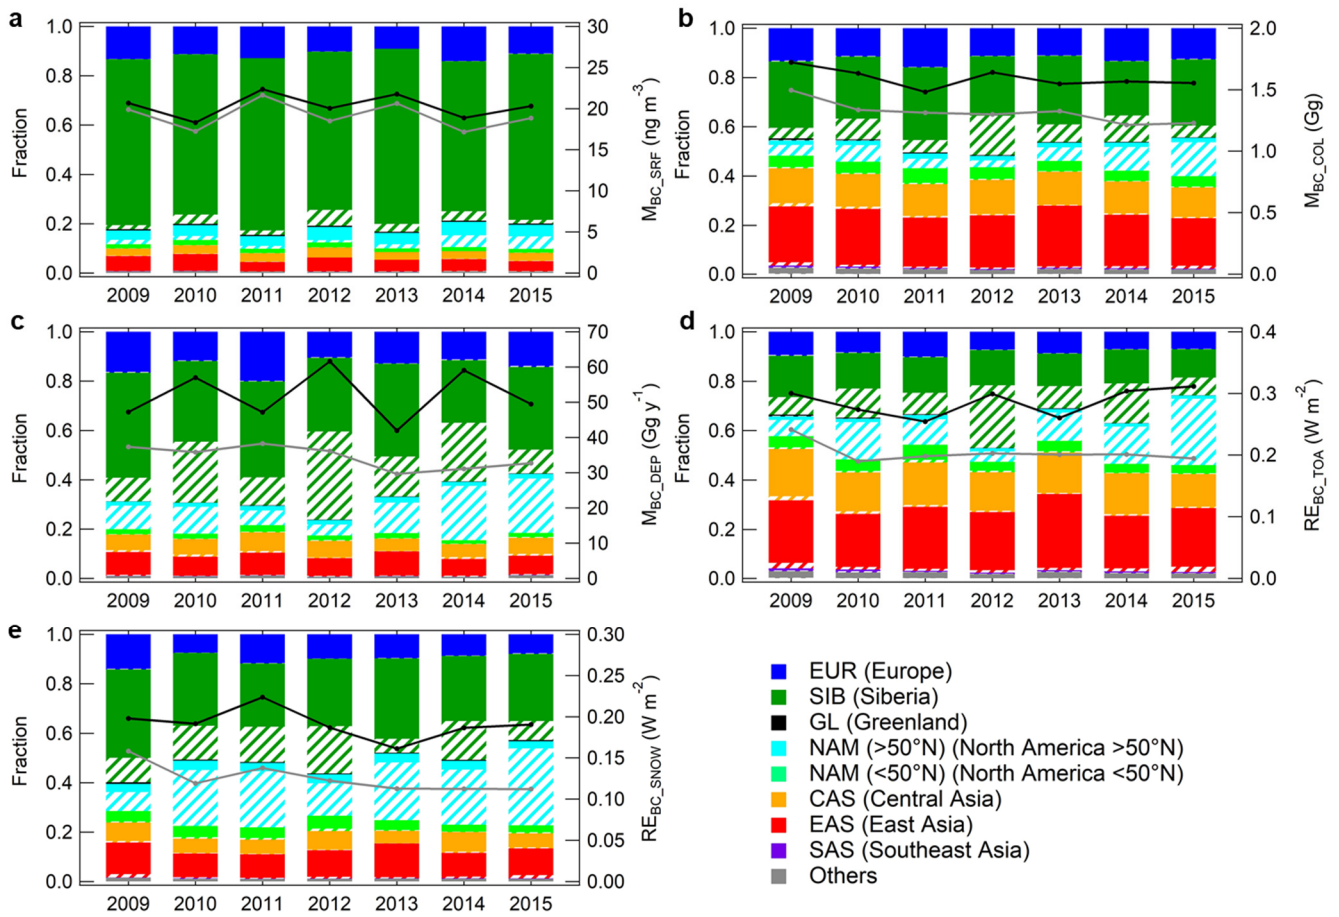 a
1.0
0.8
0.6
0.4
0.2
0.0
Fraction
30
25
20
15
10
5
0
M_BC_SRF (ng m⁻³)
2009 2010 2011 2012 2013 2014 2015
b
1.0
0.8
0.6
0.4
0.2
0.0
Fraction
2.0
1.5
1.0
0.5
0.0
M_BC_COL (Gg)
2009 2010 2011 2012 2013 2014 2015
c
1.0
0.8
0.6
0.4
0.2
0.0
Fraction
70
60
50
40
30
20
10
0
M_BC_DEP (Gg y⁻¹)
2009 2010 2011 2012 2013 2014 2015
d
1.0
0.8
0.6
0.4
0.2
0.0
Fraction
0.4
0.3
0.2
0.1
0.0
RE_BC_TOA (W m⁻²)
2009 2010 2011 2012 2013 2014 2015
e
1.0
0.8
0.6
0.4
0.2
0.0
Fraction
0.30
0.25
0.20
0.15
0.10
0.05
0.00
RE_BC_SNOW (W m⁻²)
2009 2010 2011 2012 2013 2014 2015
EUR (Europe)
SIB (Siberia)
GL (Greenland)
NAM (>50°N) (North America >50°N)
NAM (<50°N) (North America <50°N)
CAS (Central Asia)
EAS (East Asia)
SAS (Southeast Asia)
Others